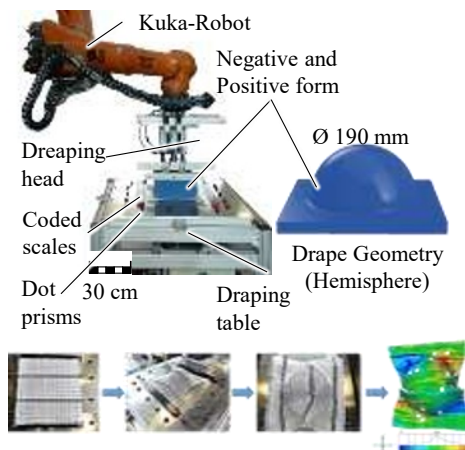 Kuka-Robot
Negative and
Positive form
Ø 190 mm
Dreaping
head
Coded
scales
Drape Geometry
(Hemisphere)
30 cm
Dot
prisms
Draping
table